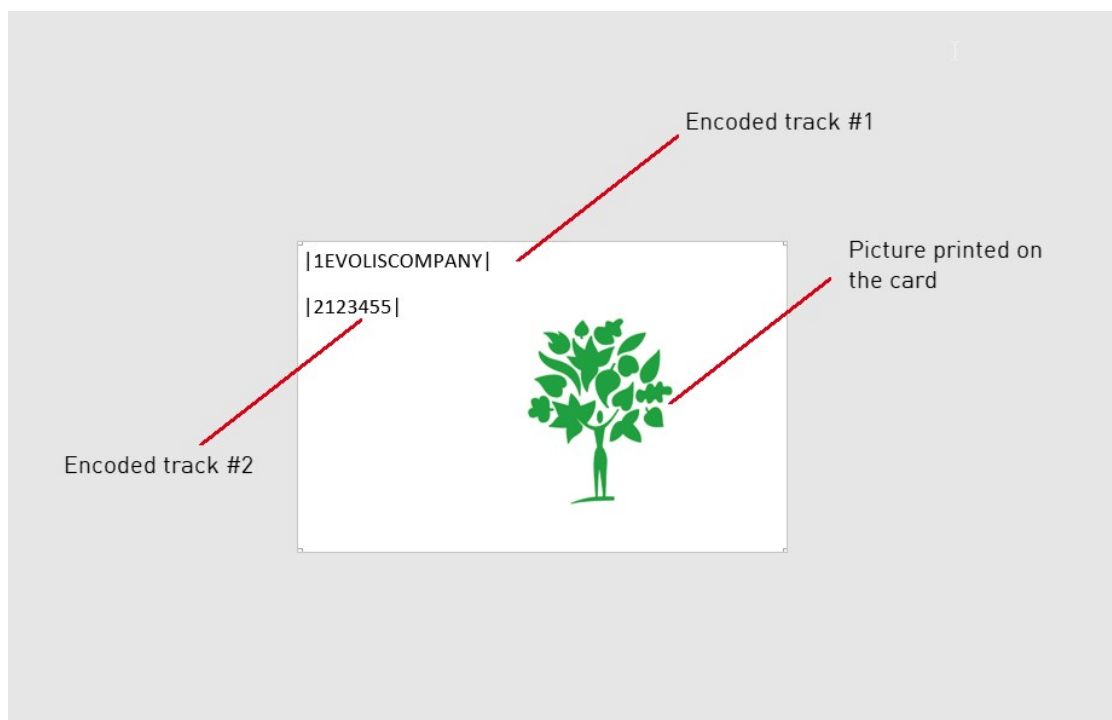 Encoded track #1
|1EVOLISCOMPANY|
Picture printed on
the card
|2123455|
Encoded track #2